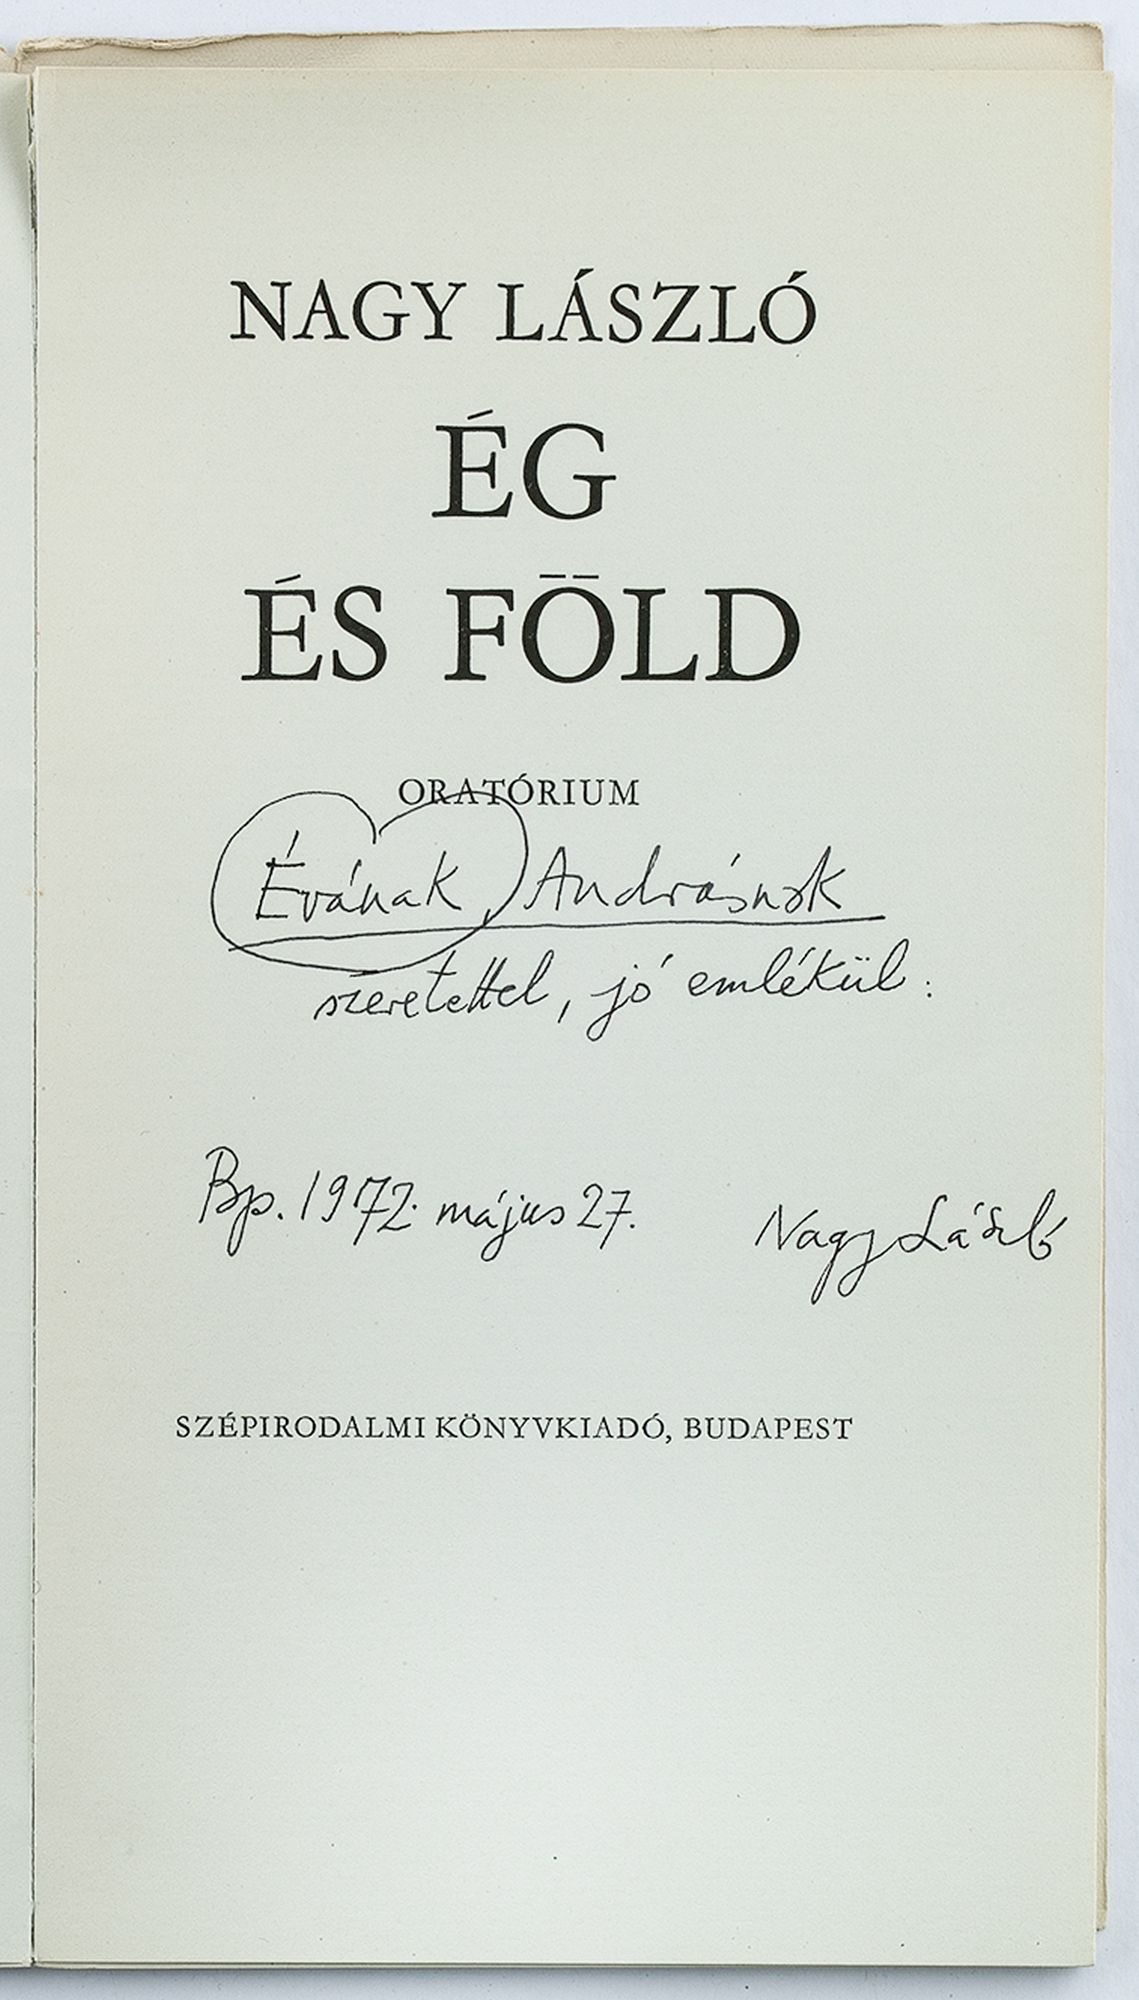 NAGY LÁSZLÓ
ÉG
ÉS FÖLD
ORATÓRIUM
Évának, Andrásnak
szeretettel, jó emlékül:
Bp. 1972. május 27.
Nagy László
SZÉPIRODALMI KÖNYVKIADÓ, BUDAPEST